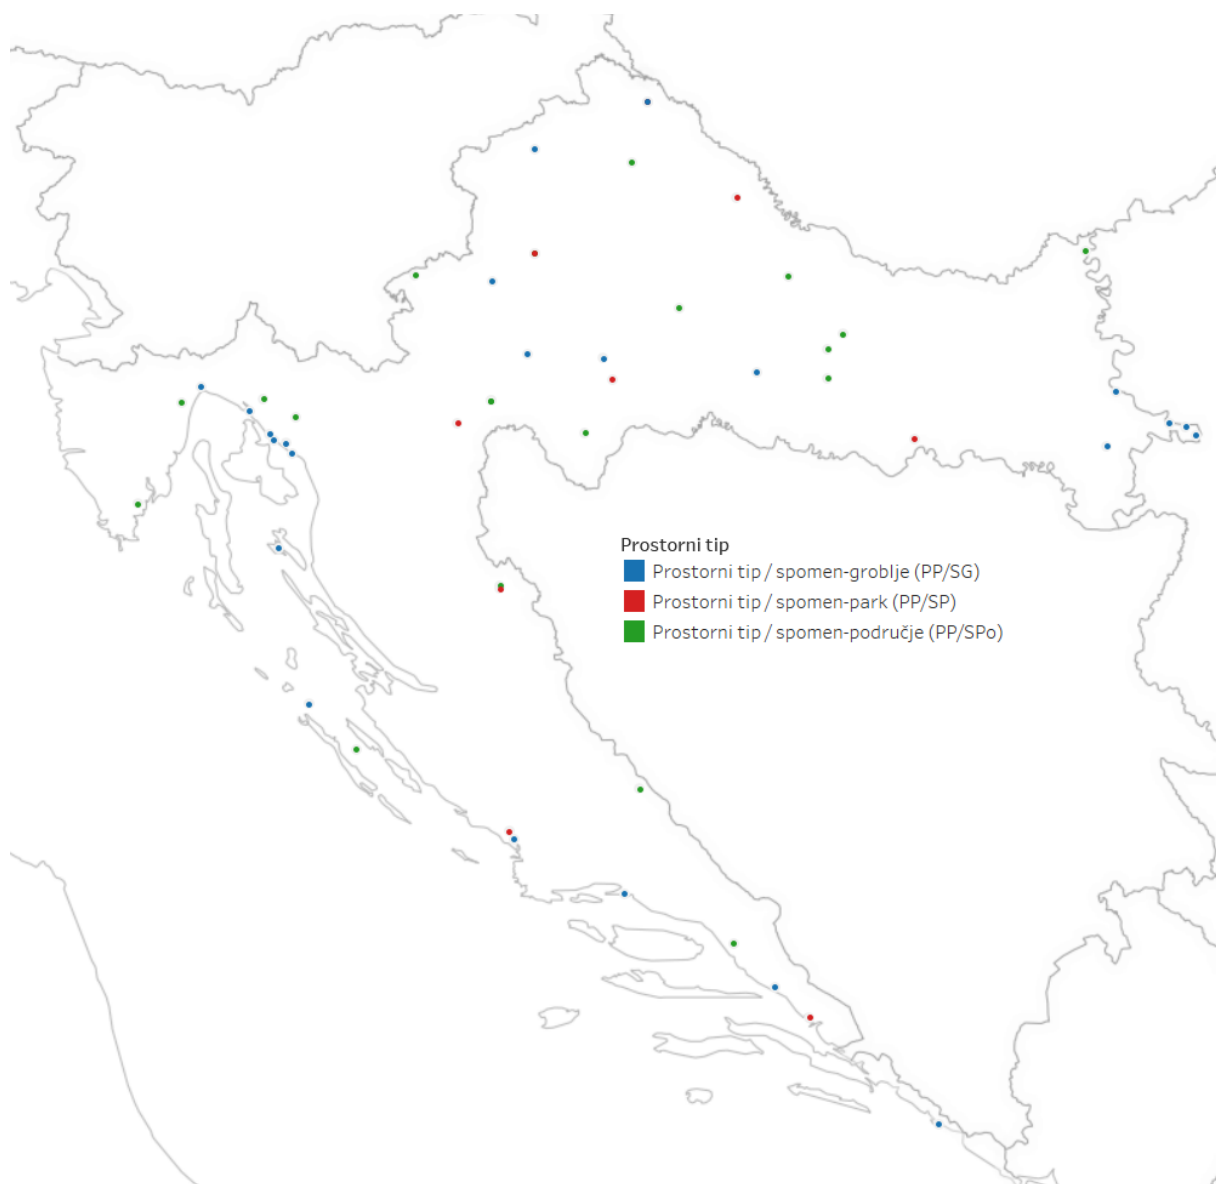 Prostorni tip
Prostorni tip / spomen-groblje (PP/SG)
Prostorni tip / spomen-park (PP/SP)
Prostorni tip / spomen-područje (PP/SPo)